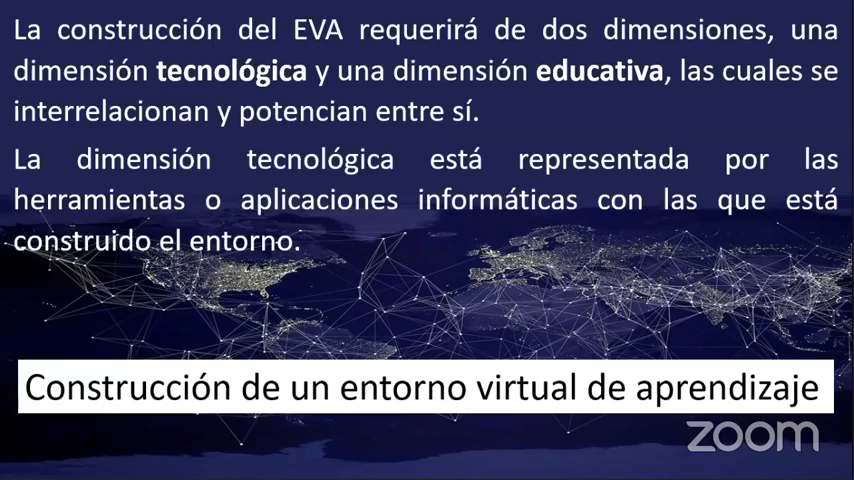 La construcción del EVA requerirá de dos dimensiones, una
dimensión tecnológica y una dimensión educativa, las cuales se
interrelacionan y potencian entre sí.
La dimensión tecnológica está representada por las
herramientas o aplicaciones informáticas con las que está
construido el entorno.
Construcción de un entorno virtual de aprendizaje
zoom